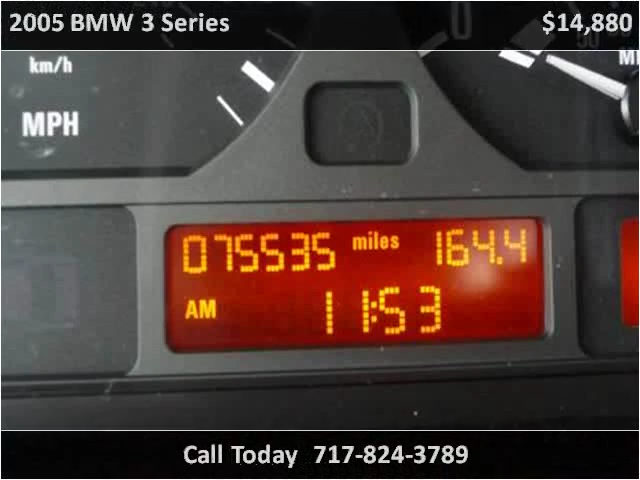 2005 BMW 3 Series $14,880
0
km/h
MPH
075535 miles 164.4
AM 11:53
Call Today 717-824-3789